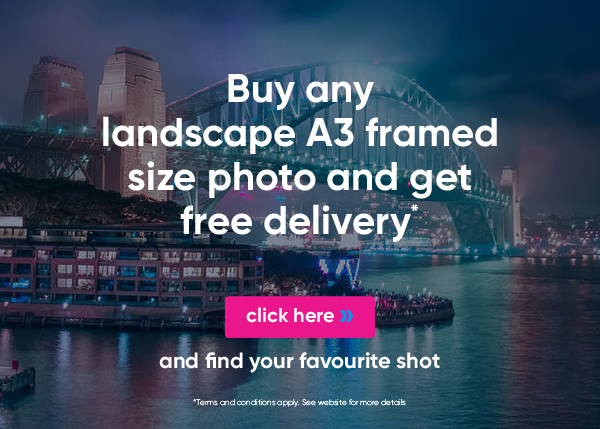 Buy any
landscape A3 framed
size photo and get
free delivery*
click here »
and find your favourite shot
*Terms and conditions apply. See website for more details